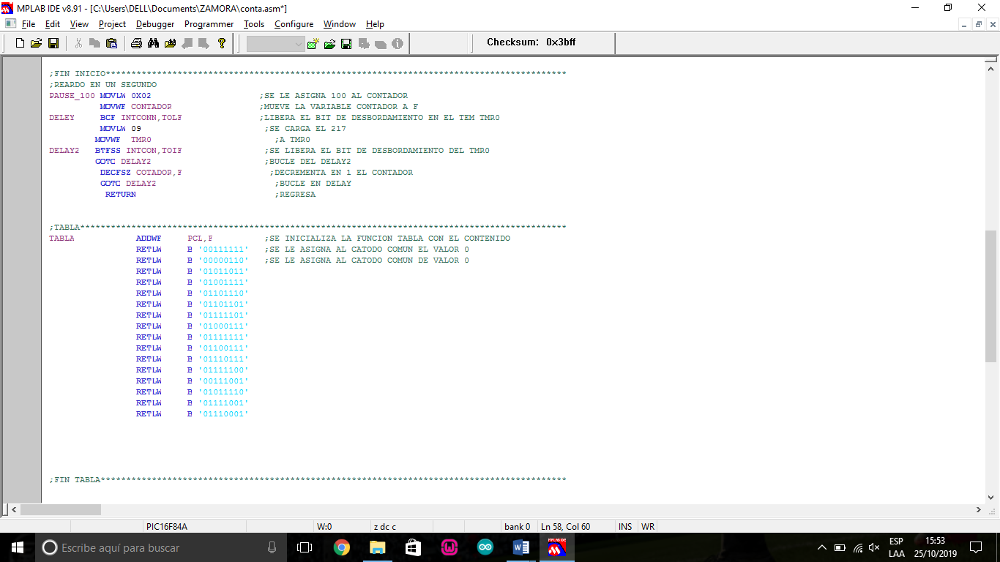 MPLAB IDE v8.91 - [C:\Users\DELL\Documents\ZAMORA\conta.asm*]
File Edit View Project Debugger Programmer Tools Configure Window Help
Checksum: 0x3bff
;FIN INICIO******************************************************************************************
;REARDO EN UN SEGUNDO
PAUSE_100 MOVLW 0X02 ;SE LE ASIGNA 100 AL CONTADOR
MOVWF CONTADOR ;MUEVE LA VARIABLE CONTADOR A F
DELEY BCF INTCONN,TOLF ;LIBERA EL BIT DE DESBORDAMIENTO EN EL TEM TMR0
MOVLW 09 ;SE CARGA EL 217
MOVWF TMR0 ;A TMR0
DELAY2 BTFSS INTCON,TOIF ;SE LIBERA EL BIT DE DESBORDAMIENTO DEL TMR0
GOTO DELAY2 ;BUCLE DEL DELAY2
DECFSZ COTADOR,F ;DECREMENTA EN 1 EL CONTADOR
GOTO DELAY2 ;BUCLE EN DELAY
RETURN ;REGRESA
;TABLA***********************************************************************************************
TABLA ADDWF PCL,F ;SE INICIALIZA LA FUNCION TABLA CON EL CONTENIDO
RETLW B '00111111' ;SE LE ASIGNA AL CATODO COMUN EL VALOR 0
RETLW B '00000110' ;SE LE ASIGNA AL CATODO COMUN DE VALOR 0
RETLW B '01011011'
RETLW B '01001111'
RETLW B '01101110'
RETLW B '01101101'
RETLW B '01111101'
RETLW B '01000111'
RETLW B '01111111'
RETLW B '01100111'
RETLW B '01110111'
RETLW B '01111100'
RETLW B '00111001'
RETLW B '01011110'
RETLW B '01111001'
RETLW B '01110001'
;FIN TABLA*******************************************************************************************
PIC16F84A W:0 z dc c bank 0 Ln 58, Col 60 INS WR
Escribe aquí para buscar
ESP 15:53
LAA 25/10/2019